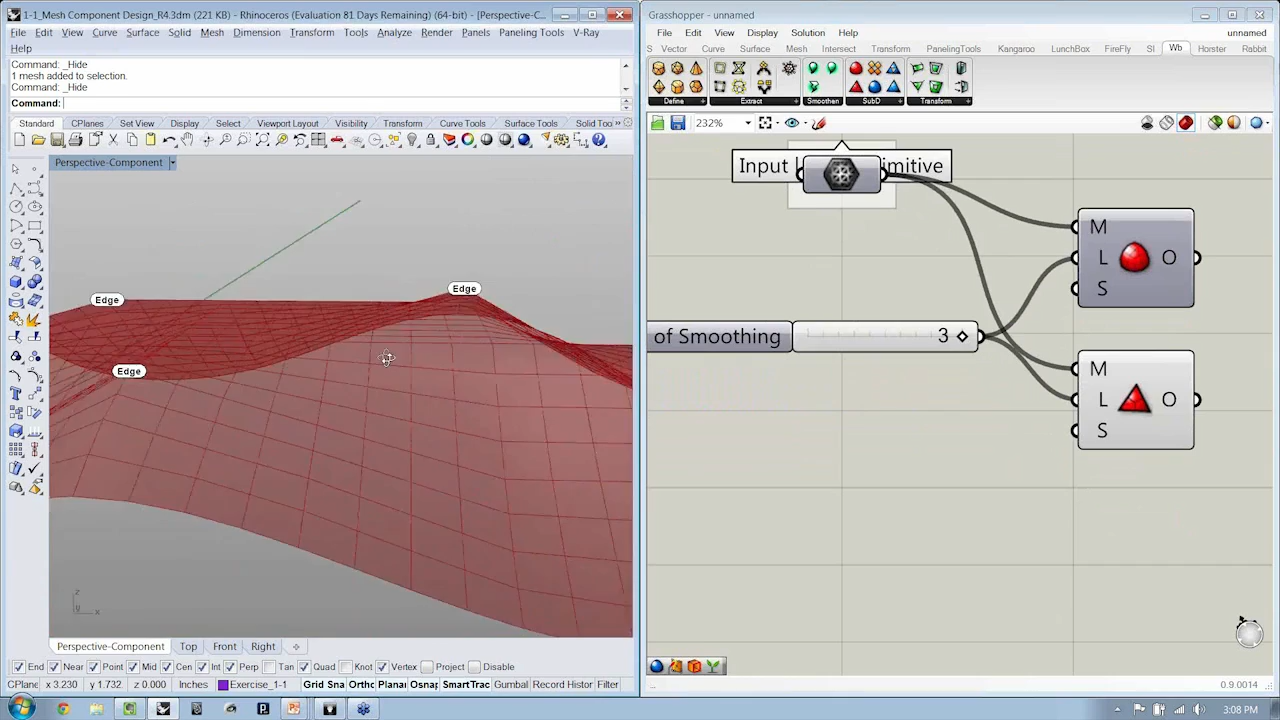 1-1_Mesh Component Design_R4.3dm (221 KB) - Rhinoceros (Evaluation 81 Days Remaining) (64-bit) - [Perspective-C...
File Edit View Curve Surface Solid Mesh Dimension Transform Tools Analyze Render Panels Paneling Tools V-Ray
Help
Command: _Hide
1 mesh added to selection.
Command: _Hide
Command:
Standard CPlanes Set View Display Select Viewport Layout Visibility Transform Curve Tools Surface Tools Solid Too
Perspective-Component
Edge
Edge
Edge
z
x
Perspective-Component Top Front Right
End Near Point Mid Cen Int Perp Tan Quad Knot Vertex Project Disable
CPlane x 3.230 y 1.732 z 0.000 Inches Exercise_1-1 Grid Sna Ortho Planar Osnap SmartTrac Gumbal Record Histor Filter
Grasshopper - unnamed
File Edit View Display Solution Help unnamed
S Vector Curve Surface Mesh Intersect Transform PanelingTools Kangaroo LunchBox FireFly SI Wb Horster Rabbit
Define Extract Smoothen SubD Transform
232%
Input
imitive
M
L O
S
of Smoothing 3
M
L O
S
... 0.9.0014
3:08 PM